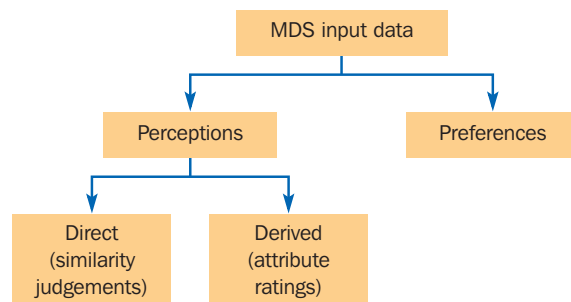 MDS input data
Perceptions
Preferences
Direct
(similarity
judgements)
Derived
(attribute
ratings)